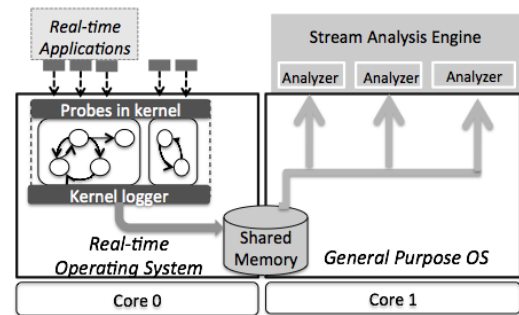 Real-time
Applications
Stream Analysis Engine
Analyzer
Analyzer
Analyzer
Probes in kernel
Kernel logger
Real-time
Operating System
Shared
Memory
General Purpose OS
Core 0
Core 1